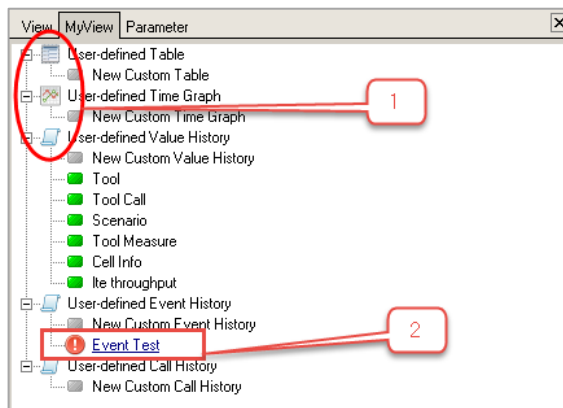 View MyView Parameter
User-defined Table
New Custom Table
User-defined Time Graph
1
New Custom Time Graph
User-defined Value History
New Custom Value History
Tool
Tool Call
Scenario
Tool Measure
Cell Info
lte throughput
User-defined Event History
New Custom Event History
2
Event Test
User-defined Call History
New Custom Call History